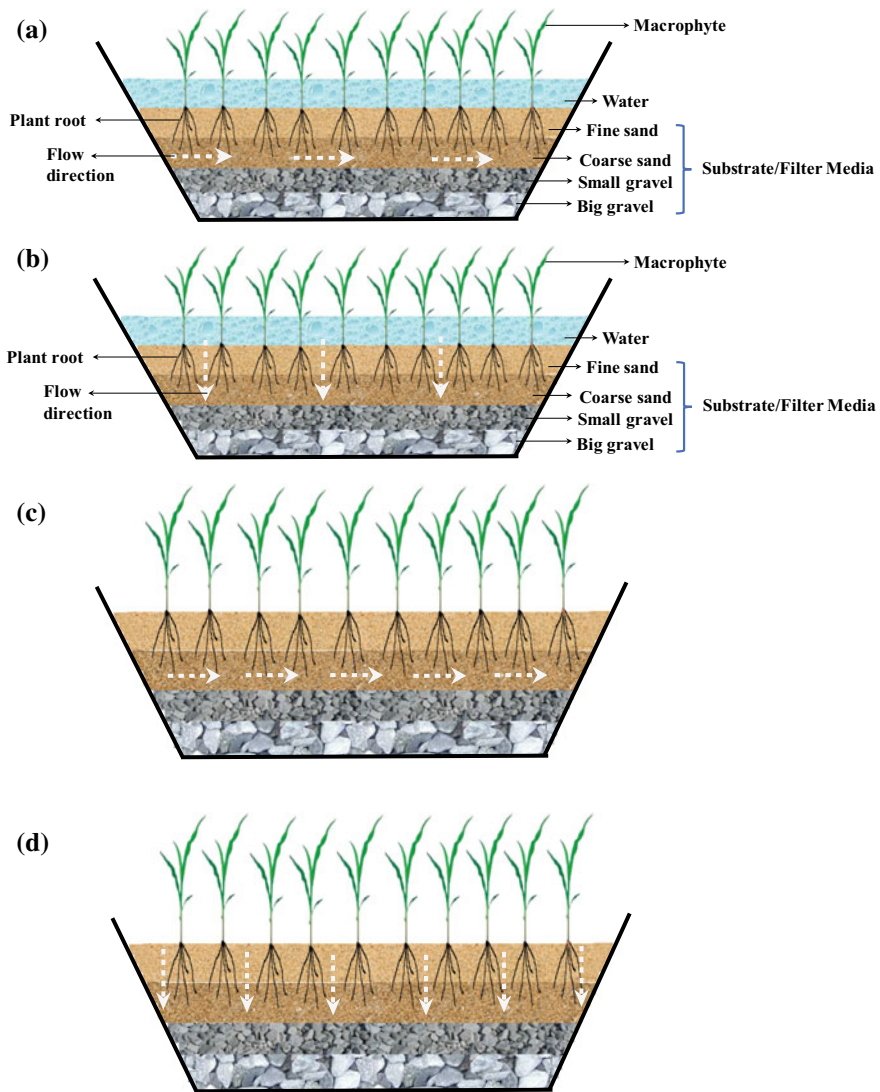 (a)
Macrophyte
Water
Plant root
Fine sand
Flow
direction
Coarse sand
Small gravel
Substrate/Filter Media
Big gravel
(b)
Macrophyte
Water
Plant root
Fine sand
Flow
direction
Coarse sand
Small gravel
Substrate/Filter Media
Big gravel
(c)
(d)